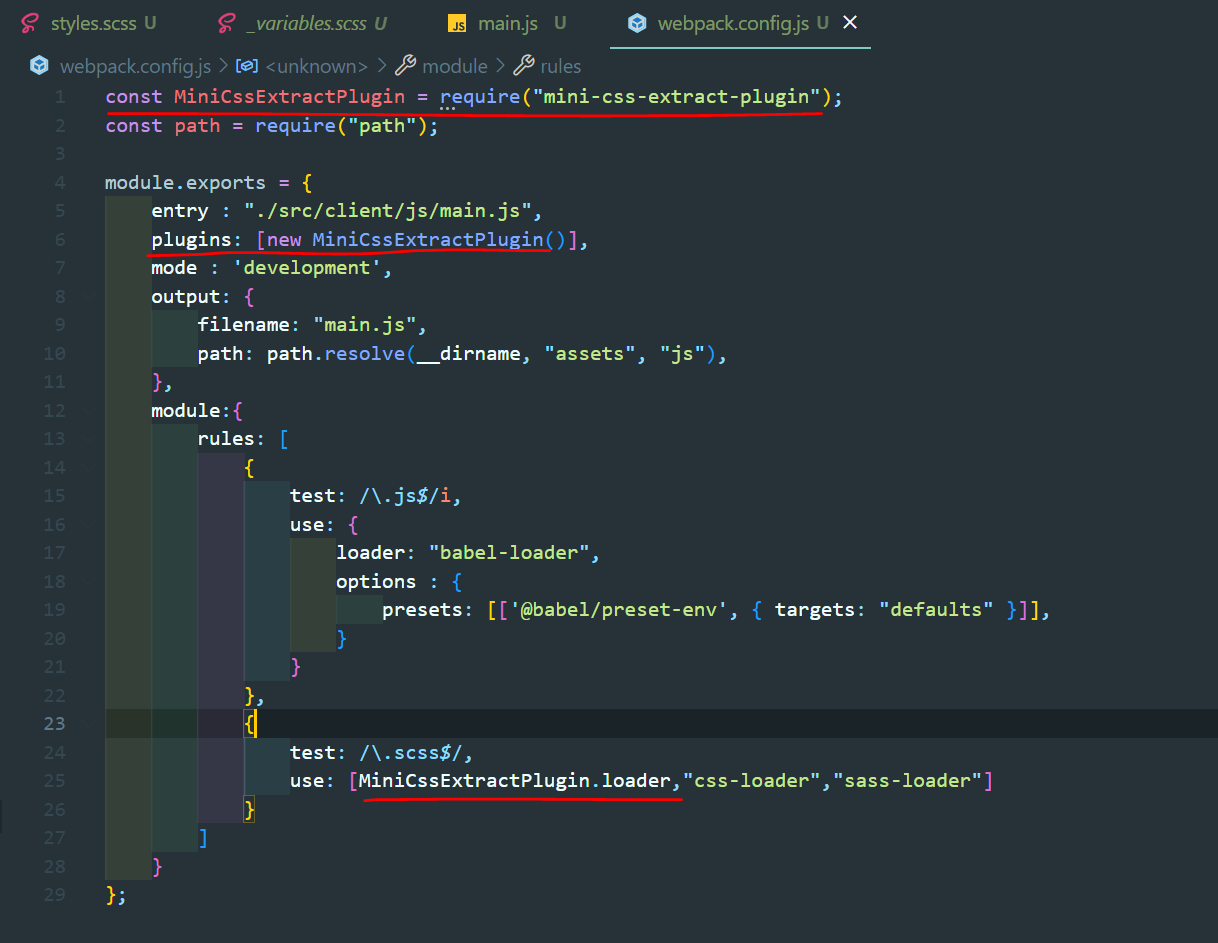 styles.scss U _variables.scss U JS main.js U webpack.config.js U
webpack.config.js > <unknown> > module > rules
1 const MiniCssExtractPlugin = require("mini-css-extract-plugin");
2 const path = require("path");
3
4 module.exports = {
5 entry : "./src/client/js/main.js",
6 plugins: [new MiniCssExtractPlugin()],
7 mode : 'development',
8 output: {
9 filename: "main.js",
10 path: path.resolve(__dirname, "assets", "js"),
11 },
12 module:{
13 rules: [
14 {
15 test: /\.js$/i,
16 use: {
17 loader: "babel-loader",
18 options : {
19 presets: [['@babel/preset-env', { targets: "defaults" }]],
20 }
21 }
22 },
23 {
24 test: /\.scss$/,
25 use: [MiniCssExtractPlugin.loader,"css-loader","sass-loader"]
26 }
27 ]
28 }
29 };